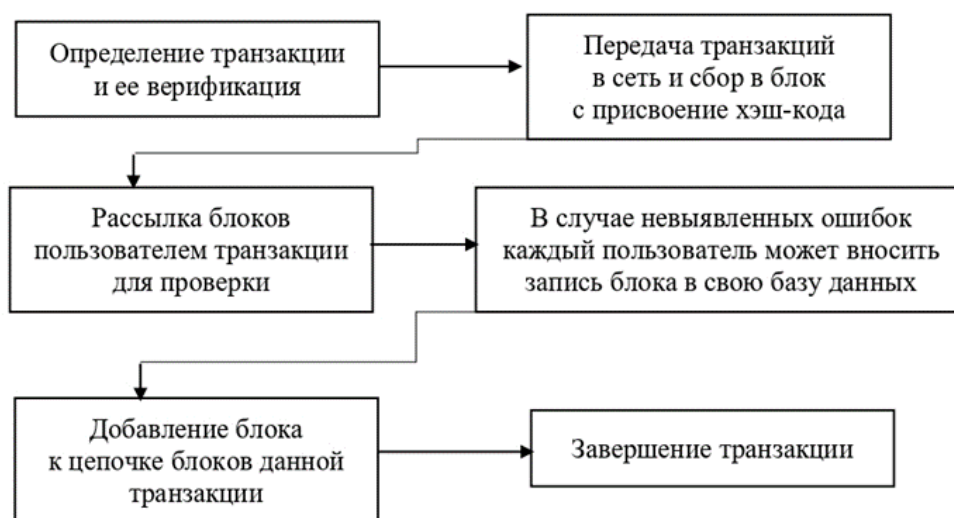 Определение транзакции
и ее верификация
Передача транзакций
в сеть и сбор в блок
с присвоение хэш-кода
Рассылка блоков
пользователем транзакции
для проверки
В случае невыявленных ошибок
каждый пользователь может вносить
запись блока в свою базу данных
Добавление блока
к цепочке блоков данной
транзакции
Завершение транзакции